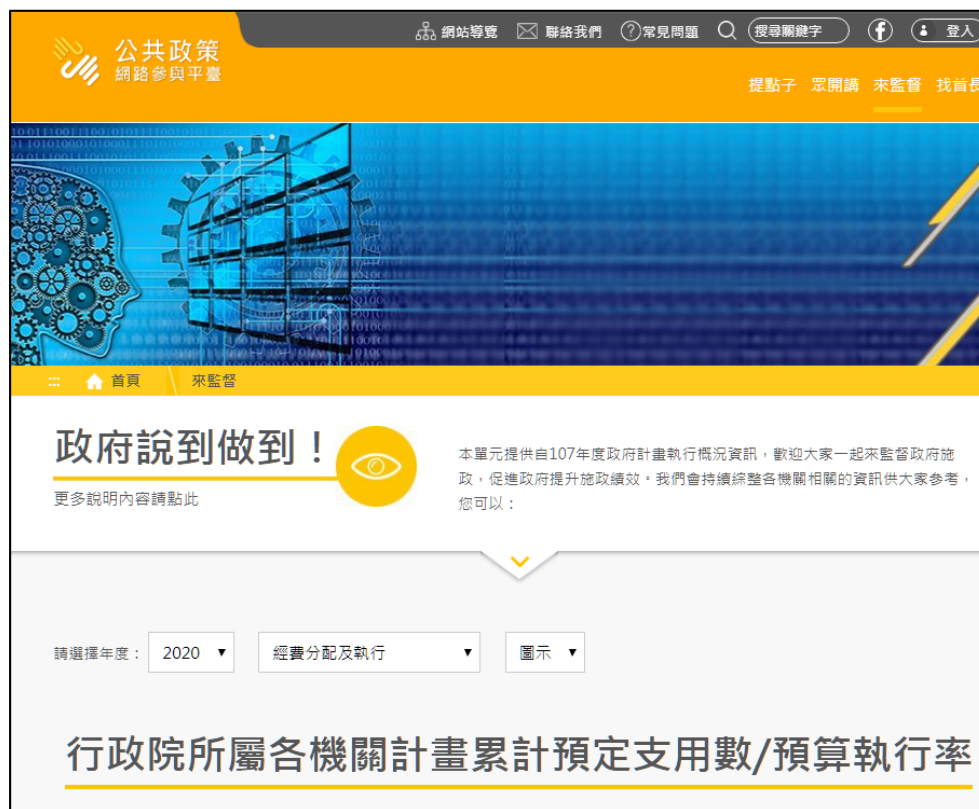 網站導覽 聯絡我們 常見問題 搜尋關鍵字 登入
公共政策
網路參與平臺
提點子 眾開講 來監督 找首長
首頁 來監督
政府說到做到！
更多說明內容請點此
本單元提供自107年度政府計畫執行概況資訊，歡迎大家一起來監督政府施
政，促進政府提升施政績效。我們會持續綜整各機關相關的資訊供大家參考，
您可以：
請選擇年度： 2020 經費分配及執行 圖示
行政院所屬各機關計畫累計預定支用數/預算執行率